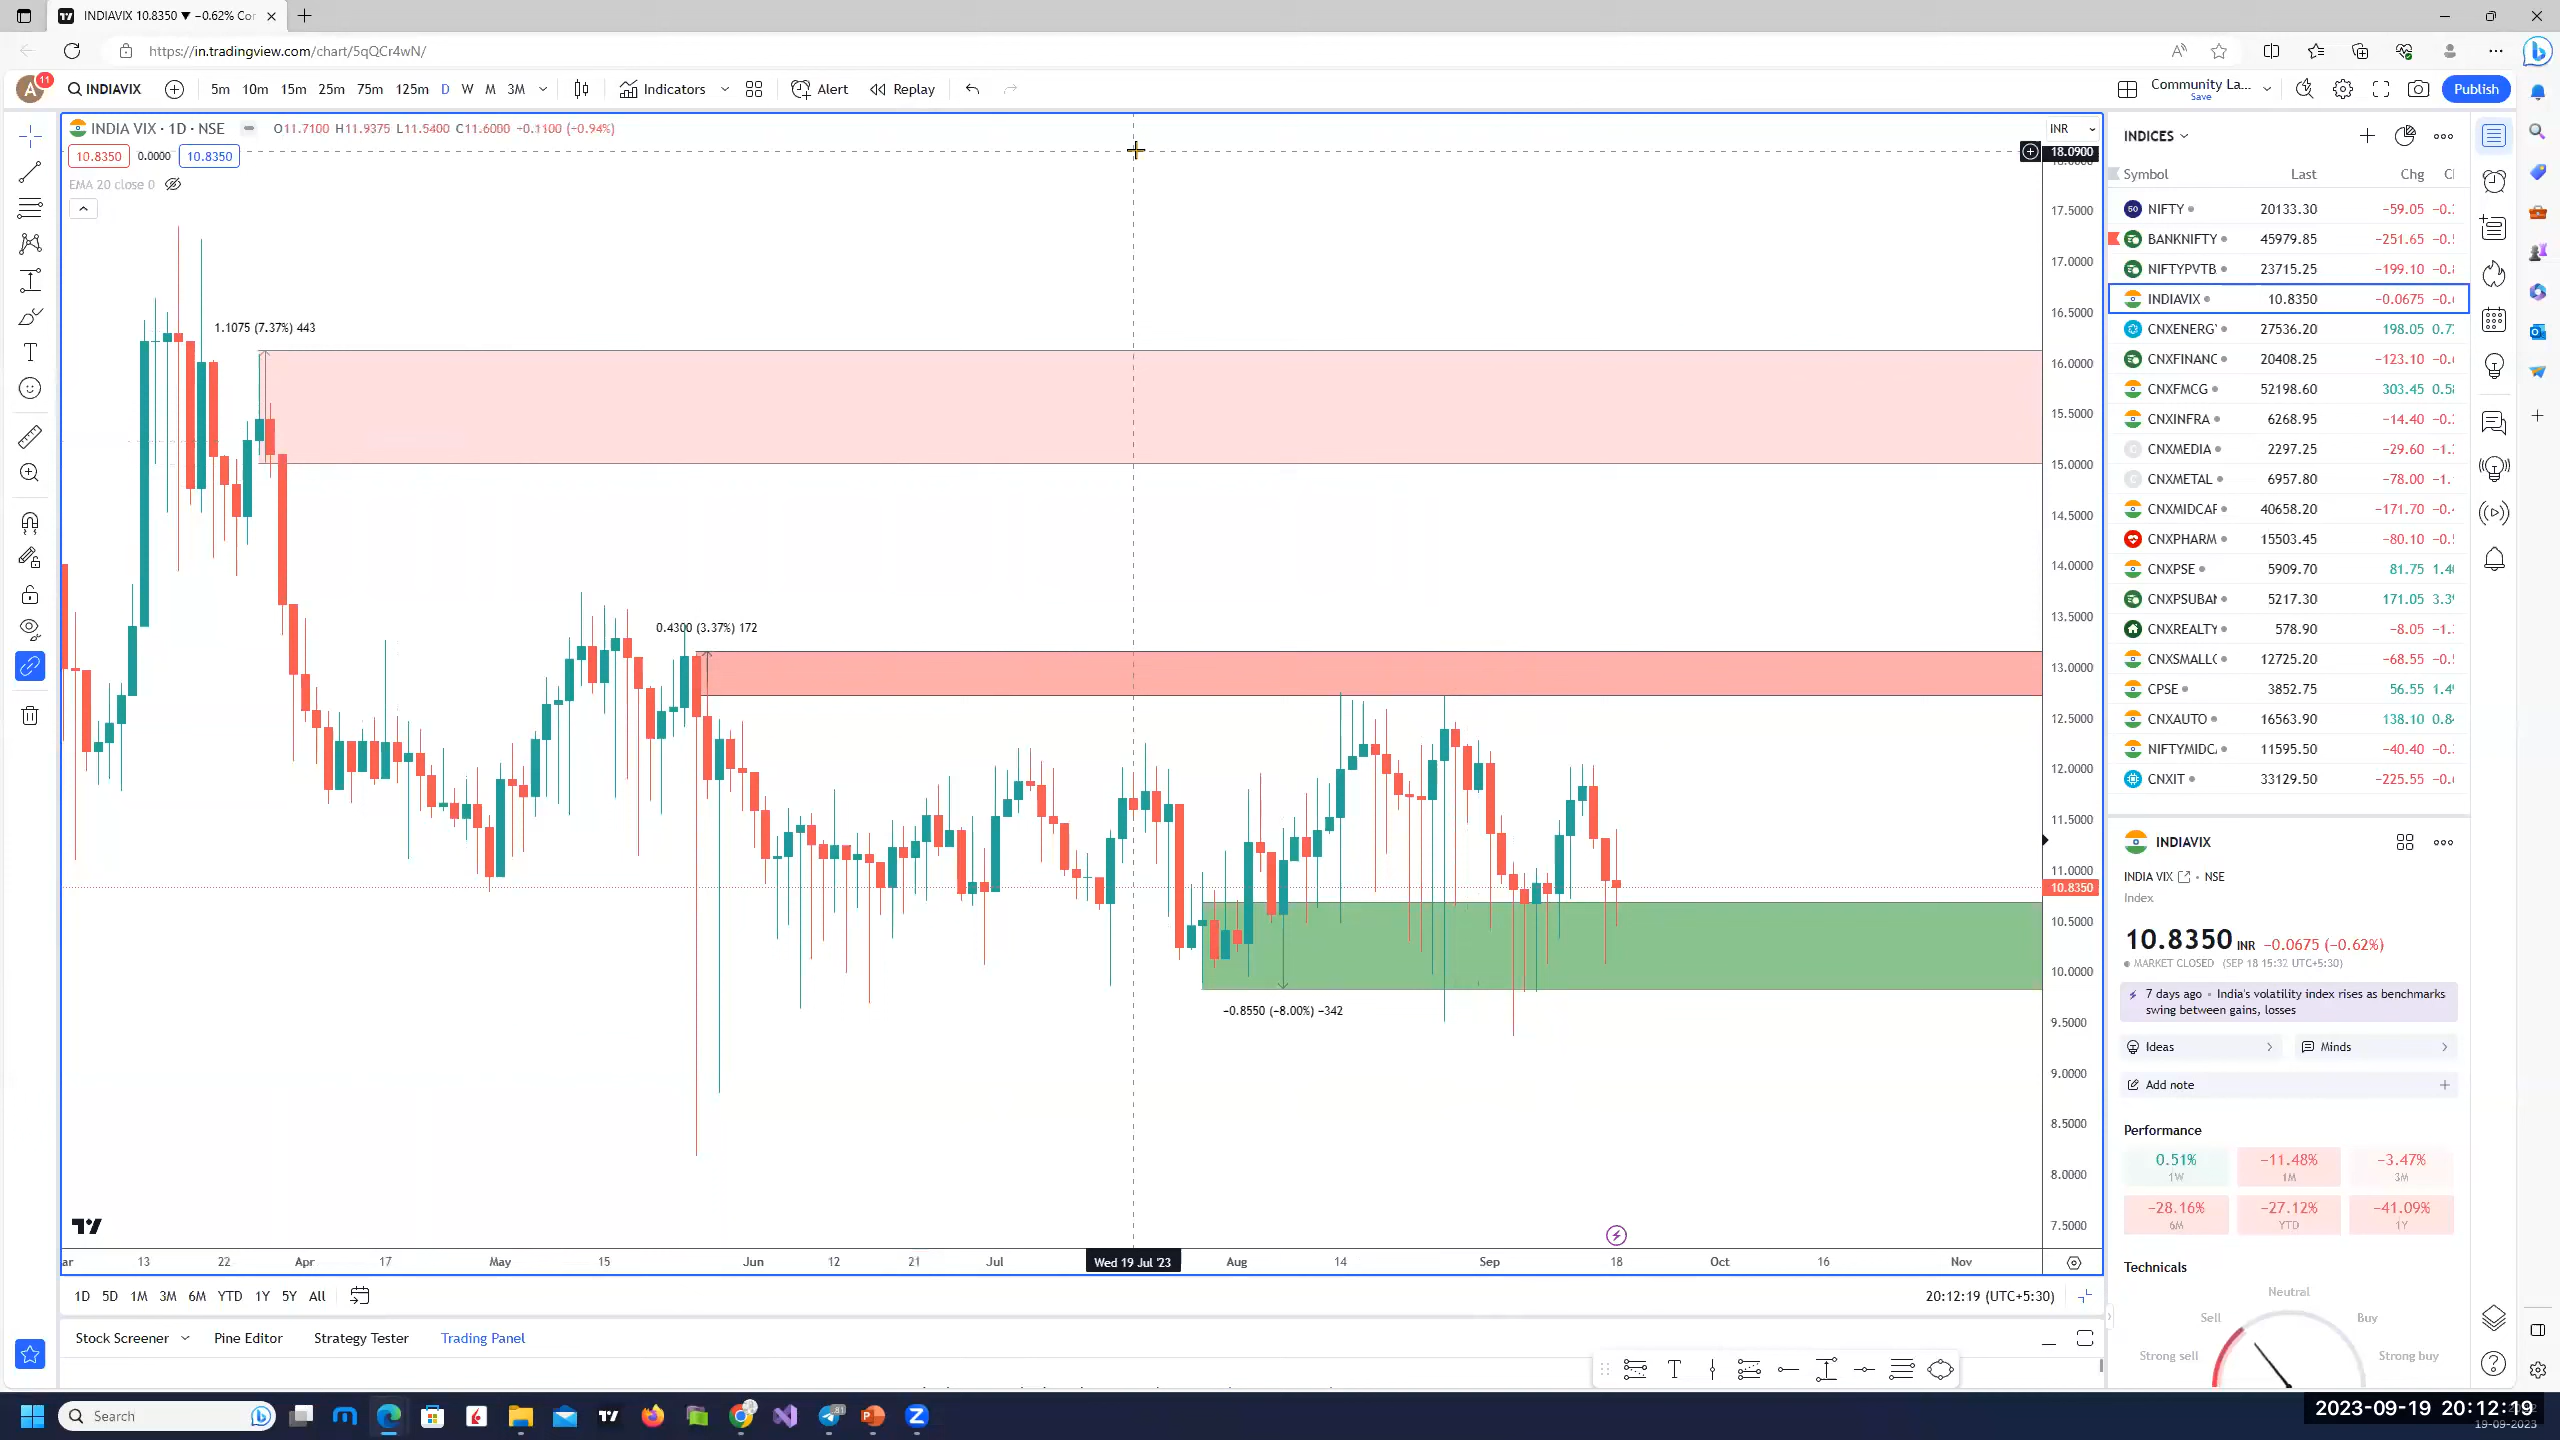 INDIAVIX 10.8350 ▼ −0.62% Cor
https://in.tradingview.com/chart/5qQCr4wN/
A 11 INDIAVIX 5m 10m 15m 25m 75m 125m D W M 3M Indicators Alert Replay Community La... Save Publish
INDIA VIX · 1D · NSE O11.7100 H11.9375 L11.5400 C11.6000 −0.1100 (−0.94%)
10.8350 0.0000 10.8350
EMA 20 close 0
INR
18.0900
17.5000
17.0000
16.5000
16.0000
15.5000
15.0000
14.5000
14.0000
13.5000
13.0000
12.5000
12.0000
11.5000
11.0000
10.8350
10.5000
10.0000
9.5000
9.0000
8.5000
8.0000
7.5000
1.1075 (7.37%) 443
0.4300 (3.37%) 172
−0.8550 (−8.00%) −342
ar 13 22 Apr 17 May 15 Jun 12 21 Jul Wed 19 Jul '23 Aug 14 Sep 18 Oct 16 Nov
1D 5D 1M 3M 6M YTD 1Y 5Y All 20:12:19 (UTC+5:30)
Stock Screener Pine Editor Strategy Tester Trading Panel
INDICES
Symbol Last Chg
NIFTY 20133.30 −59.05
BANKNIFTY 45979.85 −251.65
NIFTYPVTB 23715.25 −199.10
INDIAVIX 10.8350 −0.0675
CNXENERG 27536.20 198.05
CNXFINANC 20408.25 −123.10
CNXFMCG 52198.60 303.45
CNXINFRA 6268.95 −14.40
CNXMEDIA 2297.25 −29.60
CNXMETAL 6957.80 −78.00
CNXMIDCAP 40658.20 −171.70
CNXPHARM 15503.45 −80.10
CNXPSE 5909.70 81.75
CNXPSUBAN 5217.30 171.05
CNXREALTY 578.90 −8.05
CNXSMALLC 12725.20 −68.55
CPSE 3852.75 56.55
CNXAUTO 16563.90 138.10
NIFTYMIDC 11595.50 −40.40
CNXIT 33129.50 −225.55
INDIAVIX
INDIA VIX · NSE
Index
10.8350 INR −0.0675 (−0.62%)
MARKET CLOSED (SEP 18 15:32 UTC+5:30)
7 days ago · India's volatility index rises as benchmarks
swing between gains, losses
Ideas Minds
Add note
Performance
0.51% −11.48% −3.47%
1W 1M 3M
−28.16% −27.12% −41.09%
6M YTD 1Y
Technicals
Neutral
Sell Buy
Strong sell Strong buy
Search
2023-09-19 20:12:19
19-09-2023